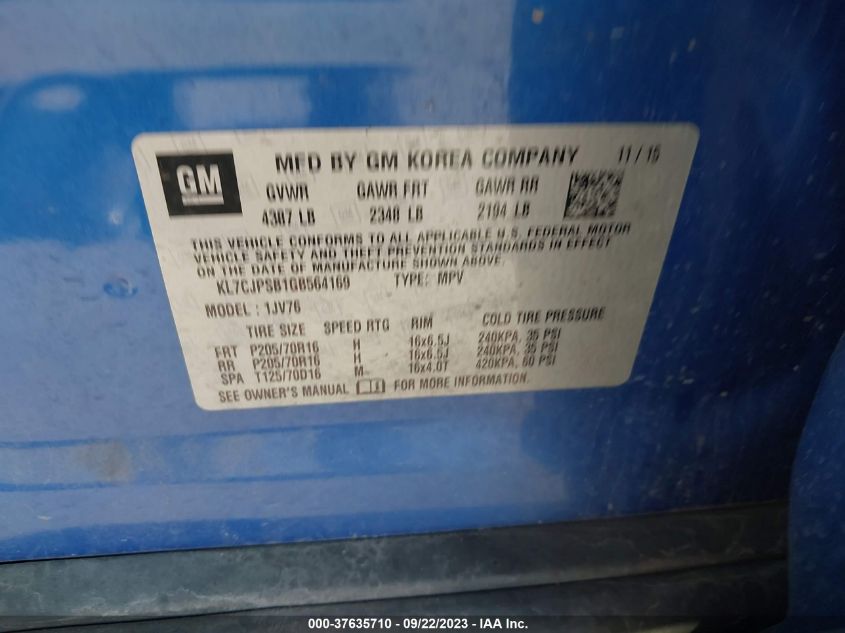 GM MFD BY GM KOREA COMPANY 11/15
GVWR GAWR FRT GAWR RR
4387 LB 2348 LB 2194 LB
THIS VEHICLE CONFORMS TO ALL APPLICABLE U.S. FEDERAL MOTOR
VEHICLE SAFETY AND THEFT PREVENTION STANDARDS IN EFFECT
ON THE DATE OF MANUFACTURE SHOWN ABOVE.
KL7CJPSB1GB564169 TYPE: MPV
MODEL: 1JV76
TIRE SIZE SPEED RTG RIM COLD TIRE PRESSURE
FRT P205/70R16 H 16x6.5J 240KPA, 35 PSI
RR P205/70R16 H 16x6.5J 240KPA, 35 PSI
SPA T125/70D16 M 16x4.0T 420KPA, 60 PSI
SEE OWNER'S MANUAL FOR MORE INFORMATION.
000-37635710 - 09/22/2023 - IAA Inc.